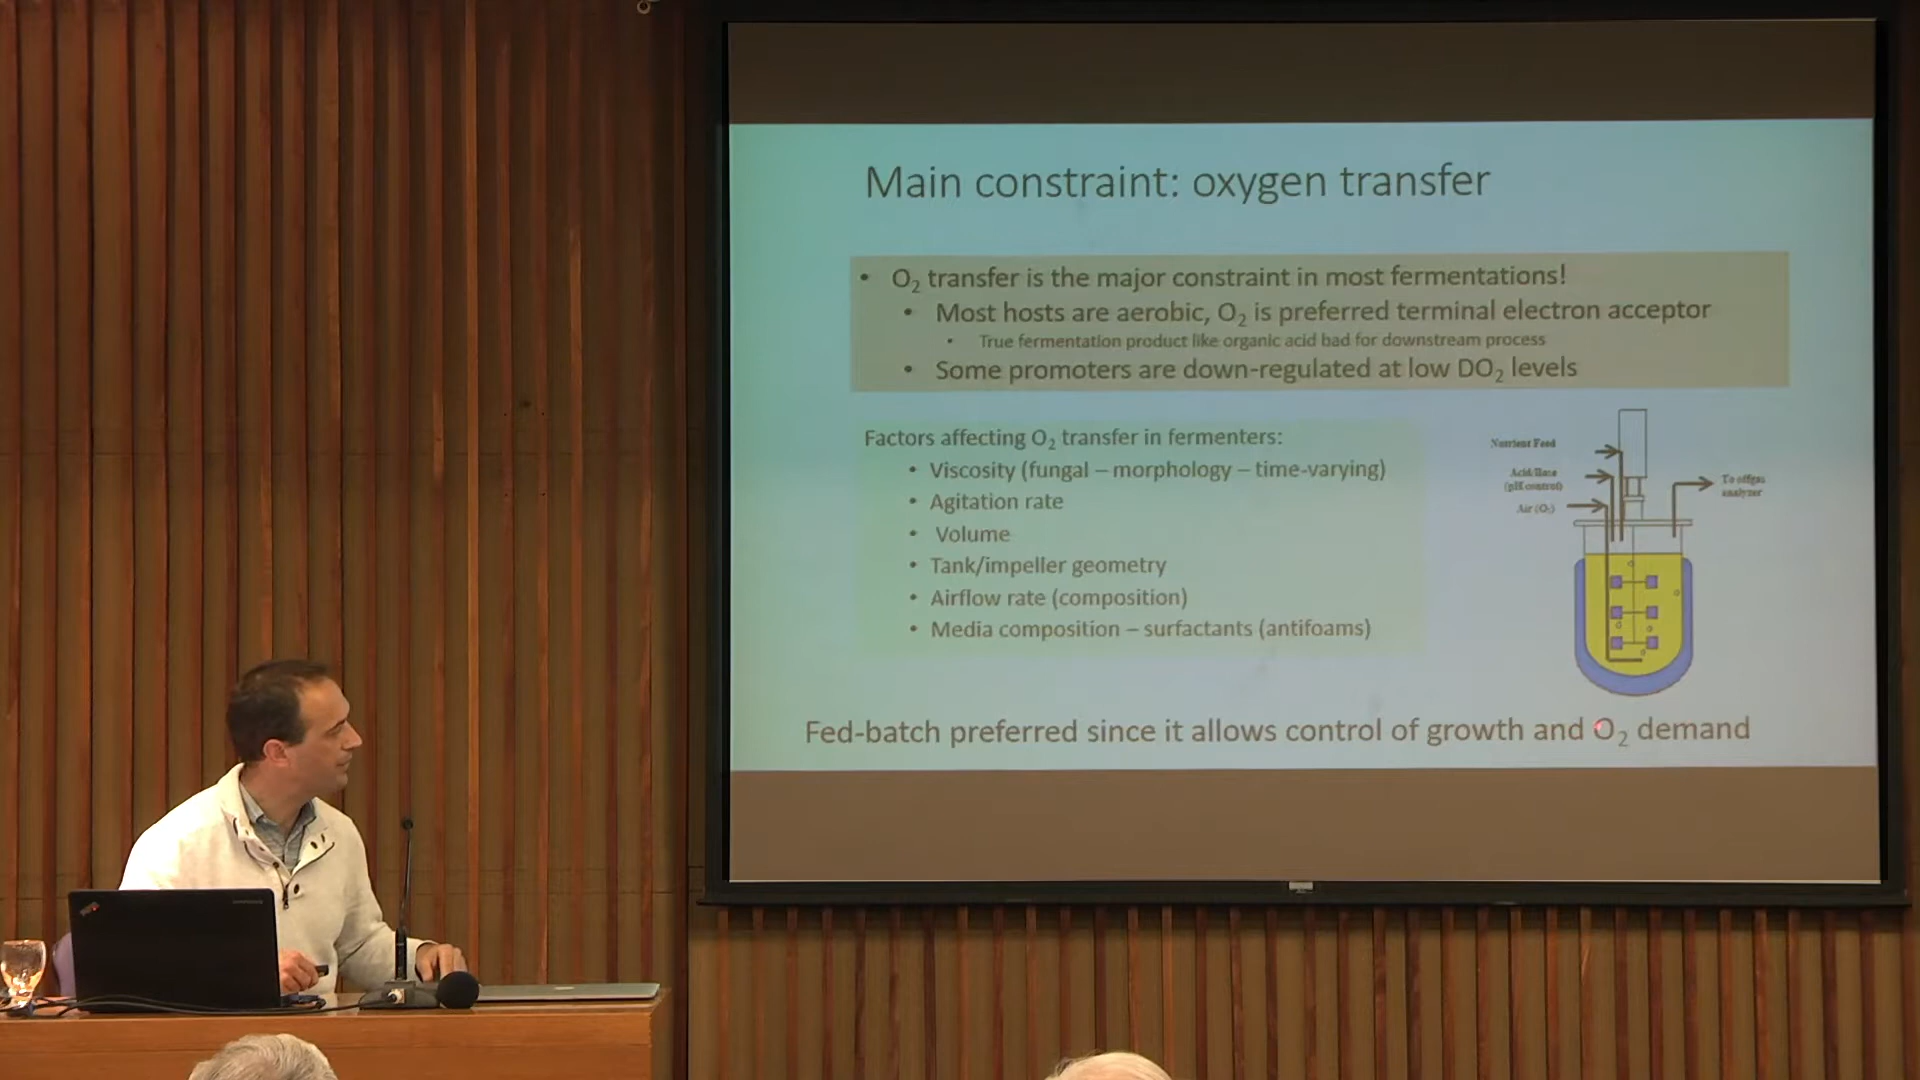 Main constraint: oxygen transfer
• O₂ transfer is the major constraint in most fermentations!
• Most hosts are aerobic, O₂ is preferred terminal electron acceptor
• True fermentation product like organic acid bad for downstream process
• Some promoters are down-regulated at low DO₂ levels
Factors affecting O₂ transfer in fermenters:
• Viscosity (fungal – morphology – time-varying)
• Agitation rate
• Volume
• Tank/impeller geometry
• Airflow rate (composition)
• Media composition – surfactants (antifoams)
Nutrient Feed
Acid/Base
(pH control)
Air (O₂)
To offgas
analyzer
Fed-batch preferred since it allows control of growth and O₂ demand